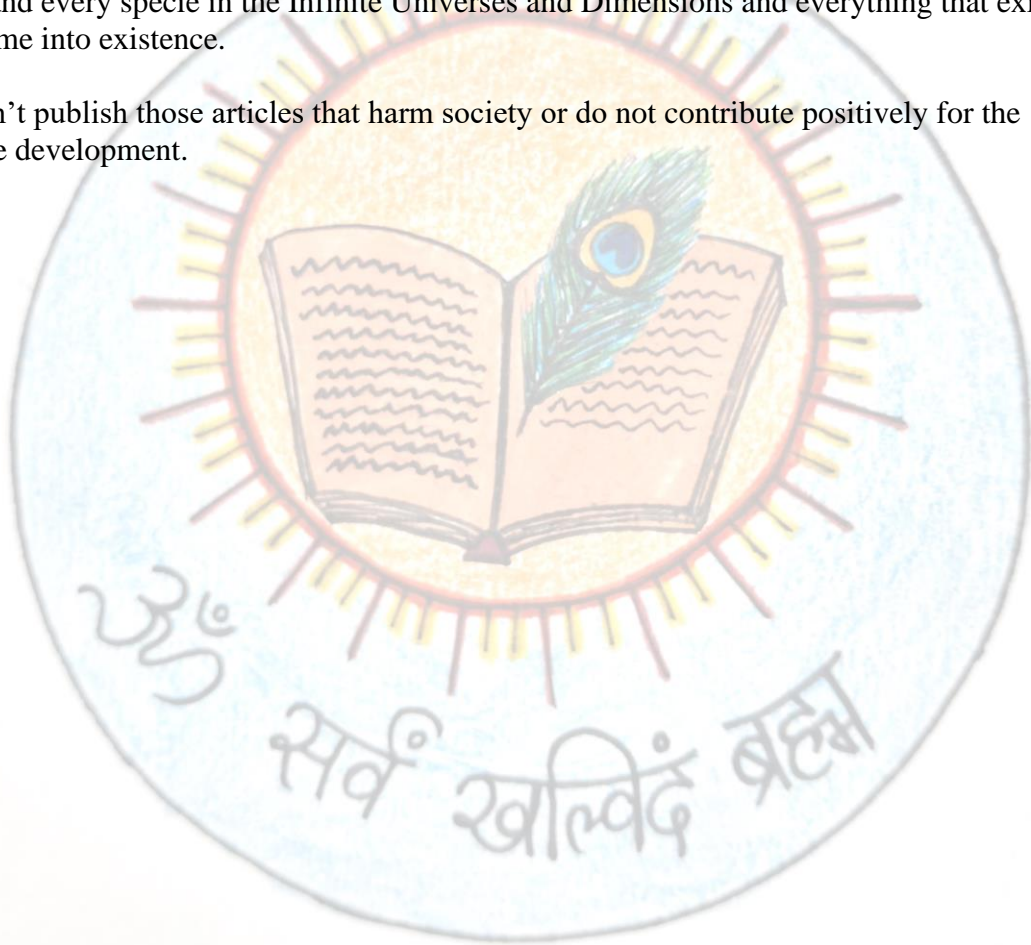 nd every specie in the Infinite Universes and Dimensions and everything that exi
me into existence.
n’t publish those articles that harm society or do not contribute positively for the
e development.
ॐ सर्वं खल्विदं ब्रह्म